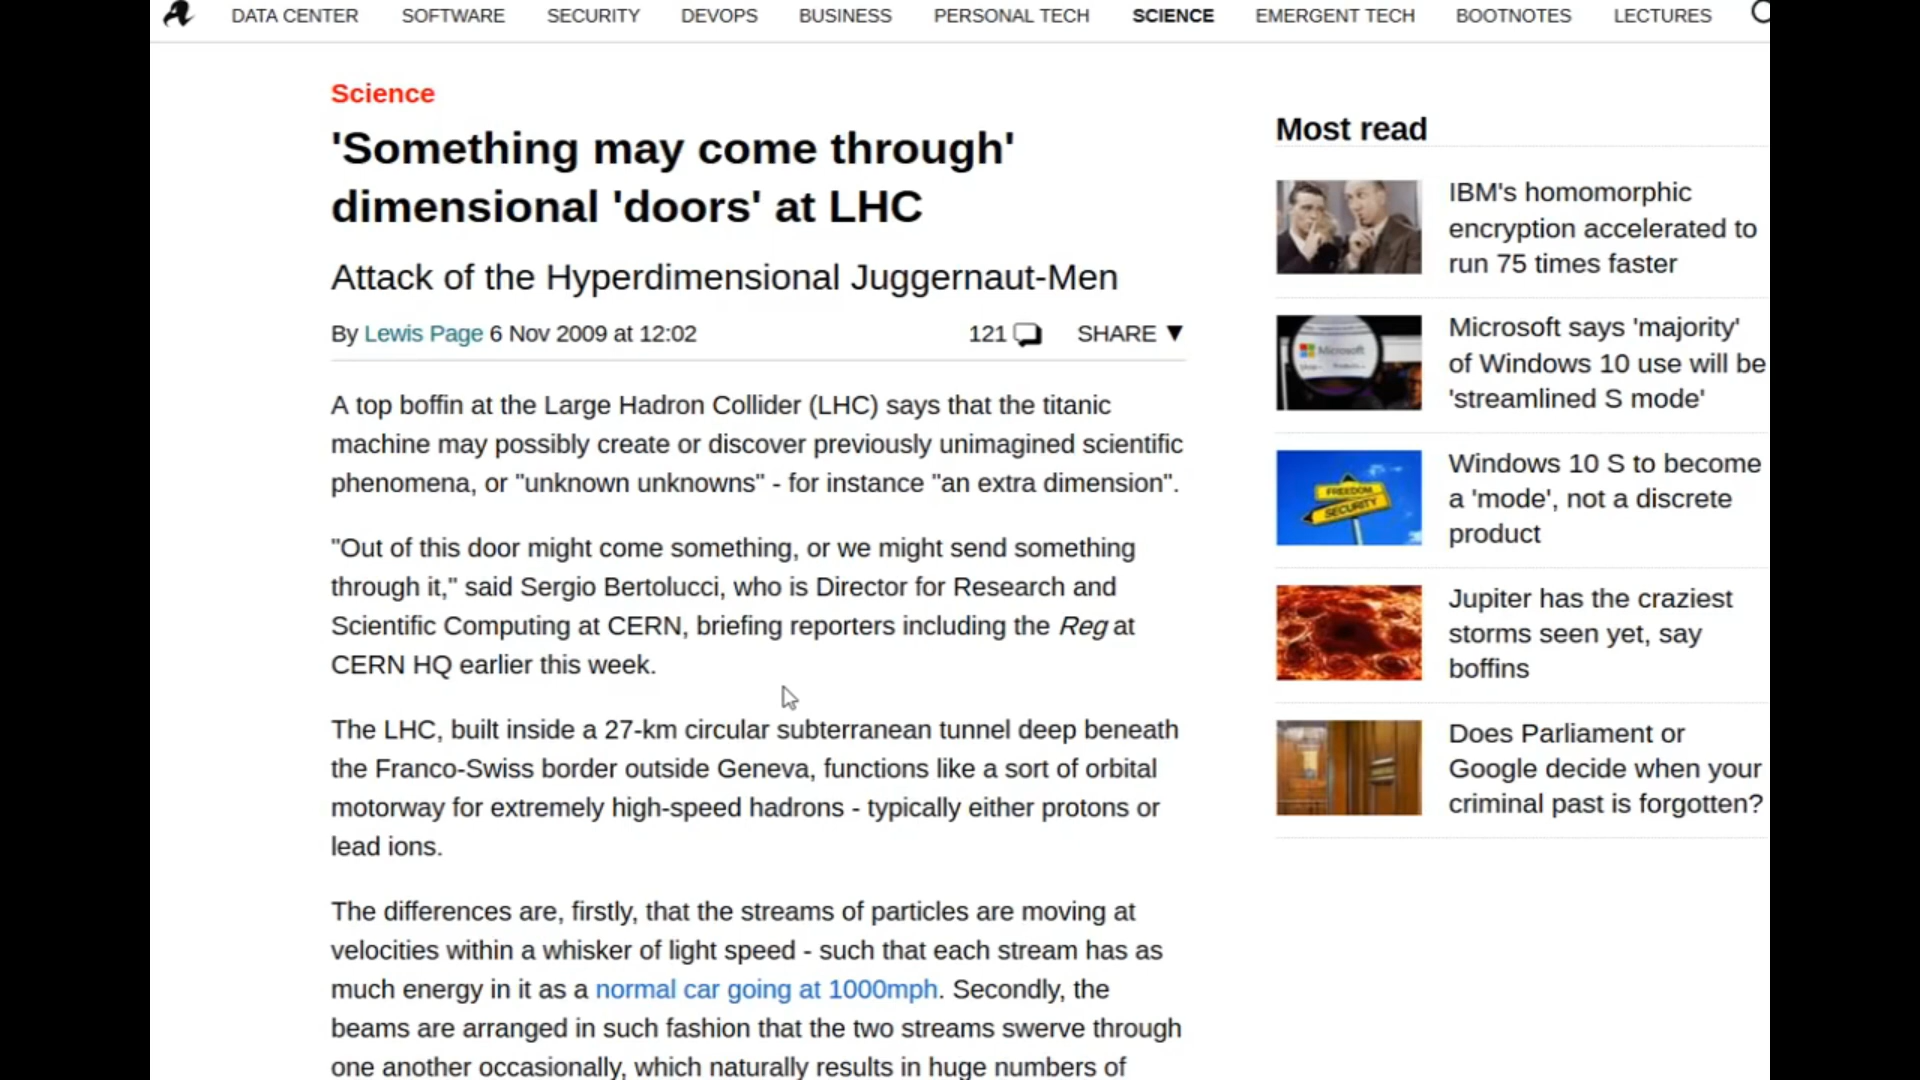 DATA CENTER SOFTWARE SECURITY DEVOPS BUSINESS PERSONAL TECH SCIENCE EMERGENT TECH BOOTNOTES LECTURES
Science
'Something may come through'
dimensional 'doors' at LHC
Attack of the Hyperdimensional Juggernaut-Men
By Lewis Page 6 Nov 2009 at 12:02 121 SHARE ▼
A top boffin at the Large Hadron Collider (LHC) says that the titanic
machine may possibly create or discover previously unimagined scientific
phenomena, or "unknown unknowns" - for instance "an extra dimension".
"Out of this door might come something, or we might send something
through it," said Sergio Bertolucci, who is Director for Research and
Scientific Computing at CERN, briefing reporters including the Reg at
CERN HQ earlier this week.
The LHC, built inside a 27-km circular subterranean tunnel deep beneath
the Franco-Swiss border outside Geneva, functions like a sort of orbital
motorway for extremely high-speed hadrons - typically either protons or
lead ions.
The differences are, firstly, that the streams of particles are moving at
velocities within a whisker of light speed - such that each stream has as
much energy in it as a normal car going at 1000mph. Secondly, the
beams are arranged in such fashion that the two streams swerve through
one another occasionally, which naturally results in huge numbers of
Most read
IBM's homomorphic
encryption accelerated to
run 75 times faster
Microsoft
Microsoft says 'majority'
of Windows 10 use will be
'streamlined S mode'
FREEDOM
SECURITY
Windows 10 S to become
a 'mode', not a discrete
product
Jupiter has the craziest
storms seen yet, say
boffins
Does Parliament or
Google decide when your
criminal past is forgotten?